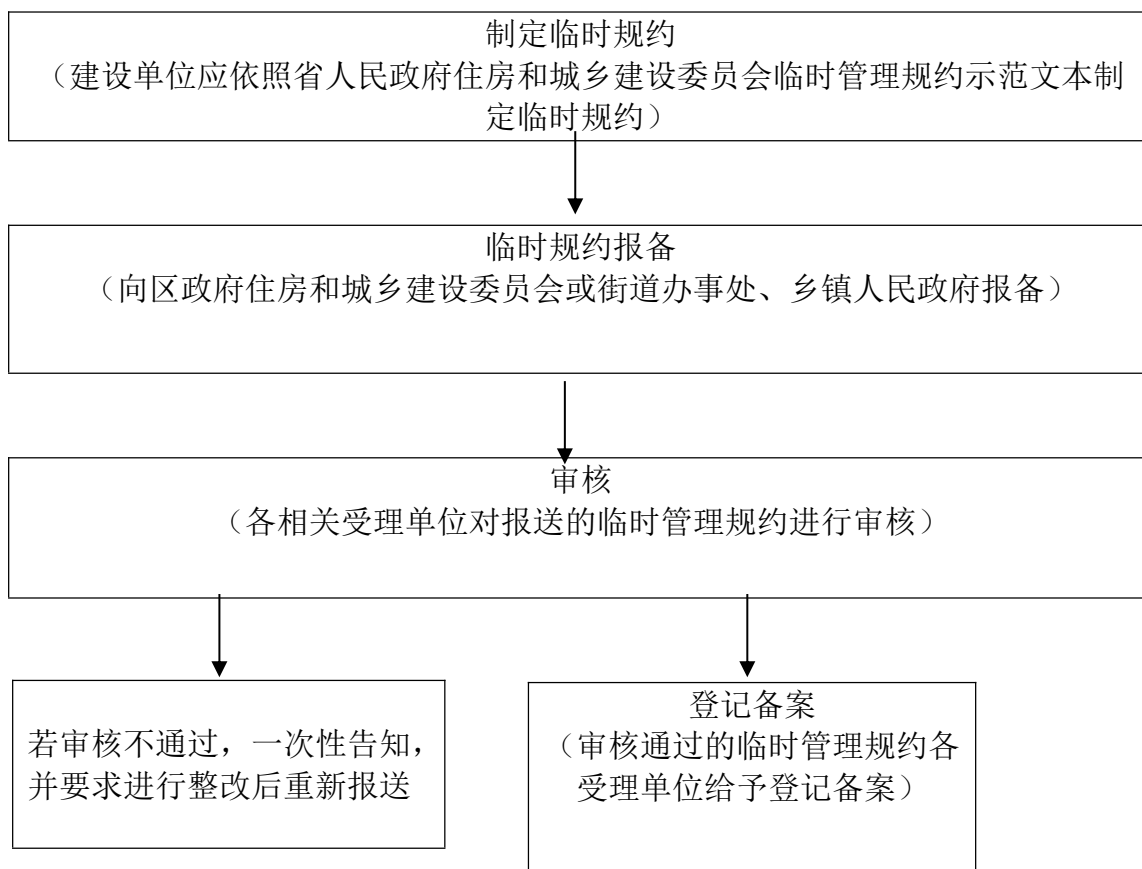 制定临时规约
（建设单位应依照省人民政府住房和城乡建设委员会临时管理规约示范文本制
定临时规约）
临时规约报备
（向区政府住房和城乡建设委员会或街道办事处、乡镇人民政府报备）
审核
（各相关受理单位对报送的临时管理规约进行审核）
若审核不通过，一次性告知，
并要求进行整改后重新报送
登记备案
（审核通过的临时管理规约各
受理单位给予登记备案）